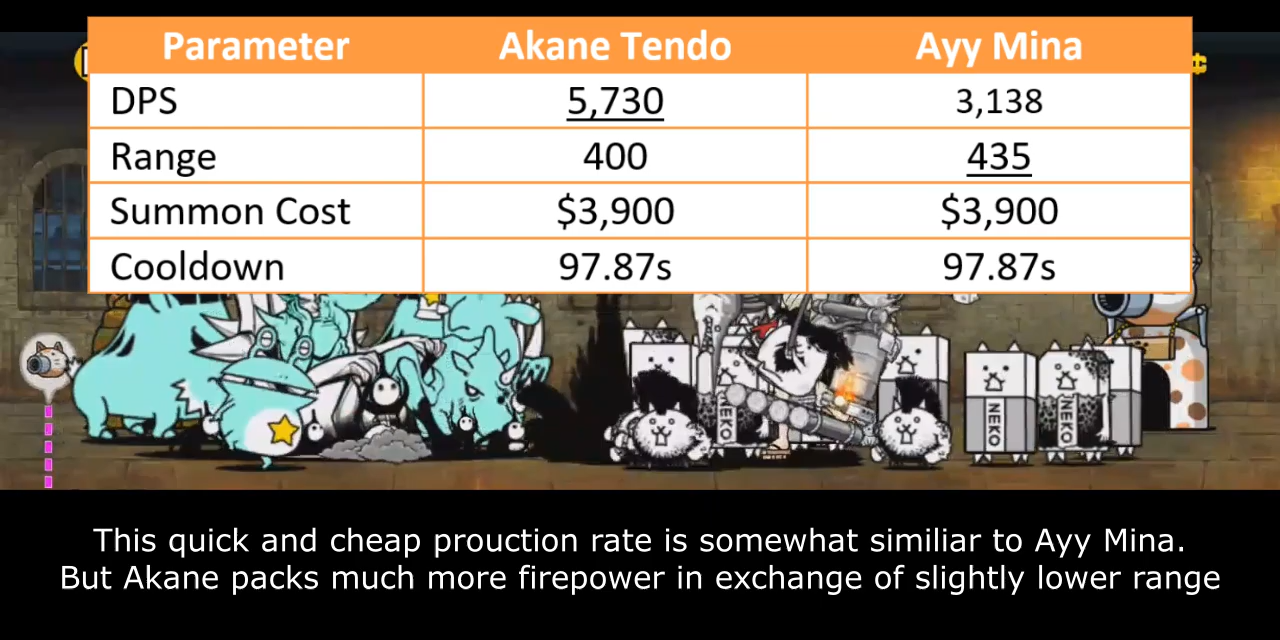 Parameter Akane Tendo Ayy Mina
DPS 5,730 3,138
Range 400 435
Summon Cost $3,900 $3,900
Cooldown 97.87s 97.87s
NEKO NEKO NEKO
This quick and cheap prouction rate is somewhat similiar to Ayy Mina.
But Akane packs much more firepower in exchange of slightly lower range